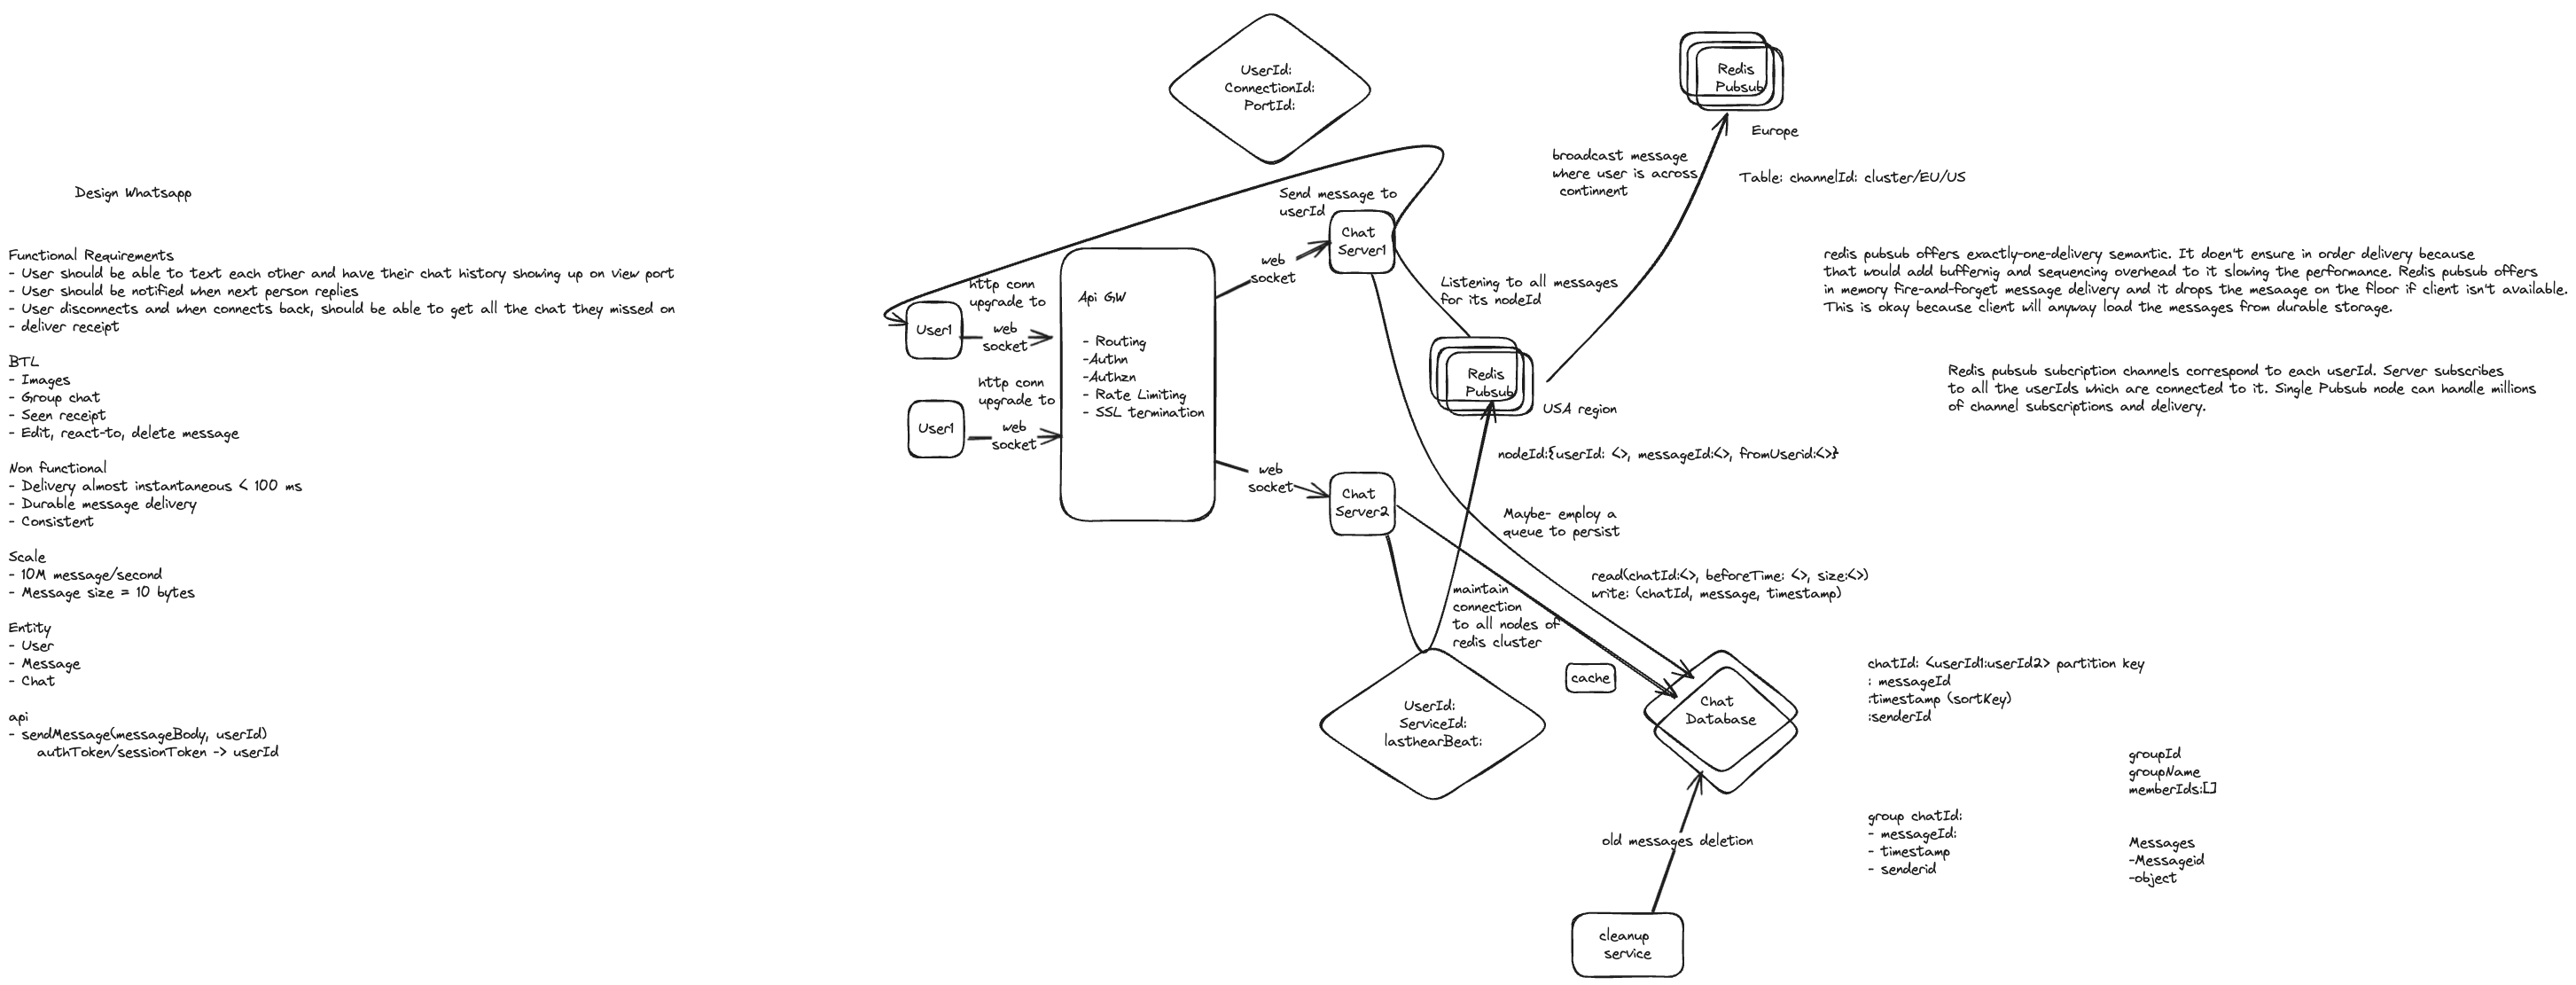 Design Whatsapp
Functional Requirements
- User should be able to text each other and have their chat history showing up on view port
- User should be notified when next person replies
- User disconnects and when connects back, should be able to get all the chat they missed on
- deliver receipt
BTL
- Images
- Group chat
- Seen receipt
- Edit, react-to, delete message
Non functional
- Delivery almost instantaneous < 100 ms
- Durable message delivery
- Consistent
Scale
- 10M message/second
- Message size = 10 bytes
Entity
- User
- Message
- Chat
api
- sendMessage(messageBody, userId)
authToken/sessionToken -> userId
UserId:
ConnectionId:
PortId:
http conn
upgrade to
User1
web
socket
http conn
upgrade to
User1
web
socket
Api GW
- Routing
-Authn
-Authzn
- Rate Limiting
- SSL termination
web
socket
web
socket
Send message to
userId
Chat
Server1
Chat
Server2
Redis
Pubsub
Europe
broadcast message
where user is across
continnent
Table: channelId: cluster/EU/US
Listening to all messages
for its nodeId
Redis
Pubsub
USA region
nodeId:{userId: <>, messageId:<>, fromUserid:<>}
redis pubsub offers exactly-one-delivery semantic. It doen't ensure in order delivery because
that would add buffernig and sequencing overhead to it slowing the performance. Redis pubsub offers
in memory fire-and-forget message delivery and it drops the mesaage on the floor if client isn't available.
This is okay because client will anyway load the messages from durable storage.
Redis pubsub subcription channels correspond to each userId. Server subscribes
to all the userIds which are connected to it. Single Pubsub node can handle millions
of channel subscriptions and delivery.
Maybe- employ a
queue to persist
read(chatId:<>, beforeTime: <>, size:<>)
write: (chatId, message, timestamp)
maintain
connection
to all nodes of
redis cluster
cache
UserId:
ServiceId:
lasthearBeat:
Chat
Database
chatId: <userId1:userId2> partition key
: messageId
:timestamp (sortKey)
:senderId
groupId
groupName
memberIds:[]
group chatId:
- messageId:
- timestamp
- senderid
Messages
-Messageid
-object
old messages deletion
cleanup
service